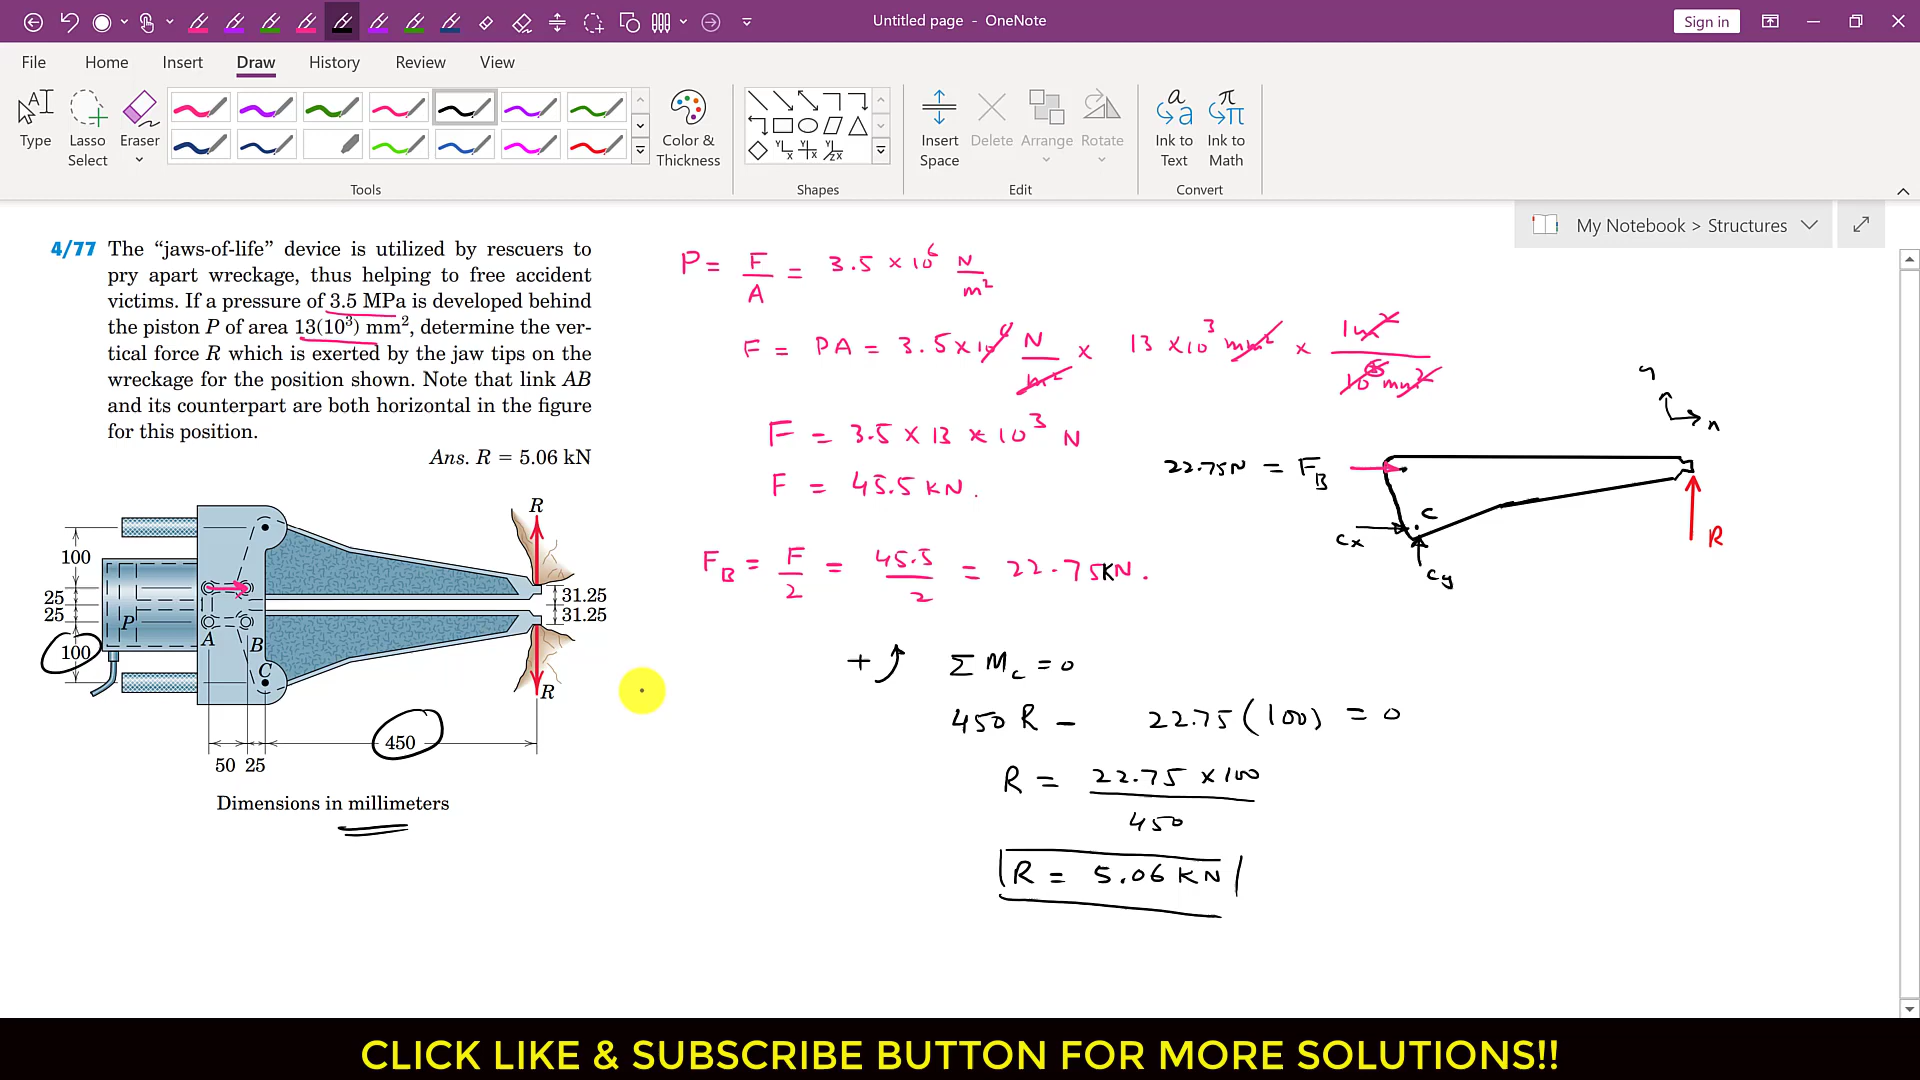 Untitled page - OneNote
Sign in
File Home Insert Draw History Review View
Type
Lasso Select
Eraser
Color & Thickness
Insert Space
Delete
Arrange
Rotate
Ink to Text
Ink to Math
Tools
Shapes
Edit
Convert
My Notebook > Structures
4/77 The “jaws-of-life” device is utilized by rescuers to
pry apart wreckage, thus helping to free accident
victims. If a pressure of 3.5 MPa is developed behind
the piston P of area 13(10³) mm², determine the ver-
tical force R which is exerted by the jaw tips on the
wreckage for the position shown. Note that link AB
and its counterpart are both horizontal in the figure
for this position.
Ans. R = 5.06 kN
R
100
25
25
100
P
A
B
C
31.25
31.25
R
450
50 25
Dimensions in millimeters
P = F/A = 3.5 × 10⁶ N/m²
F = PA = 3.5 × 10⁶ N/m² × 13 × 10³ mm² × 1m²/10⁶ mm²
F = 3.5 × 13 × 10³ N
F = 45.5 KN.
F_B = F/2 = 45.5/2 = 22.75 KN.
+ ΣM_C = 0
450 R - 22.75 (100) = 0
R = 22.75 × 100 / 450
R = 5.06 KN
y
x
22.75N = F_B
C
Cx
Cy
R
CLICK LIKE & SUBSCRIBE BUTTON FOR MORE SOLUTIONS!!